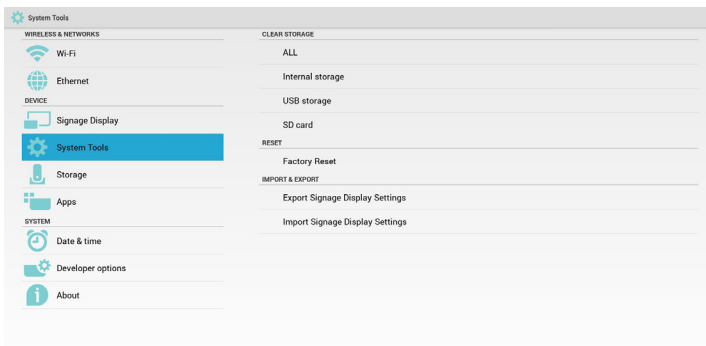 System Tools
WIRELESS & NETWORKS
Wi-Fi
Ethernet
DEVICE
Signage Display
System Tools
Storage
Apps
SYSTEM
Date & time
Developer options
About
CLEAR STORAGE
ALL
Internal storage
USB storage
SD card
RESET
Factory Reset
IMPORT & EXPORT
Export Signage Display Settings
Import Signage Display Settings